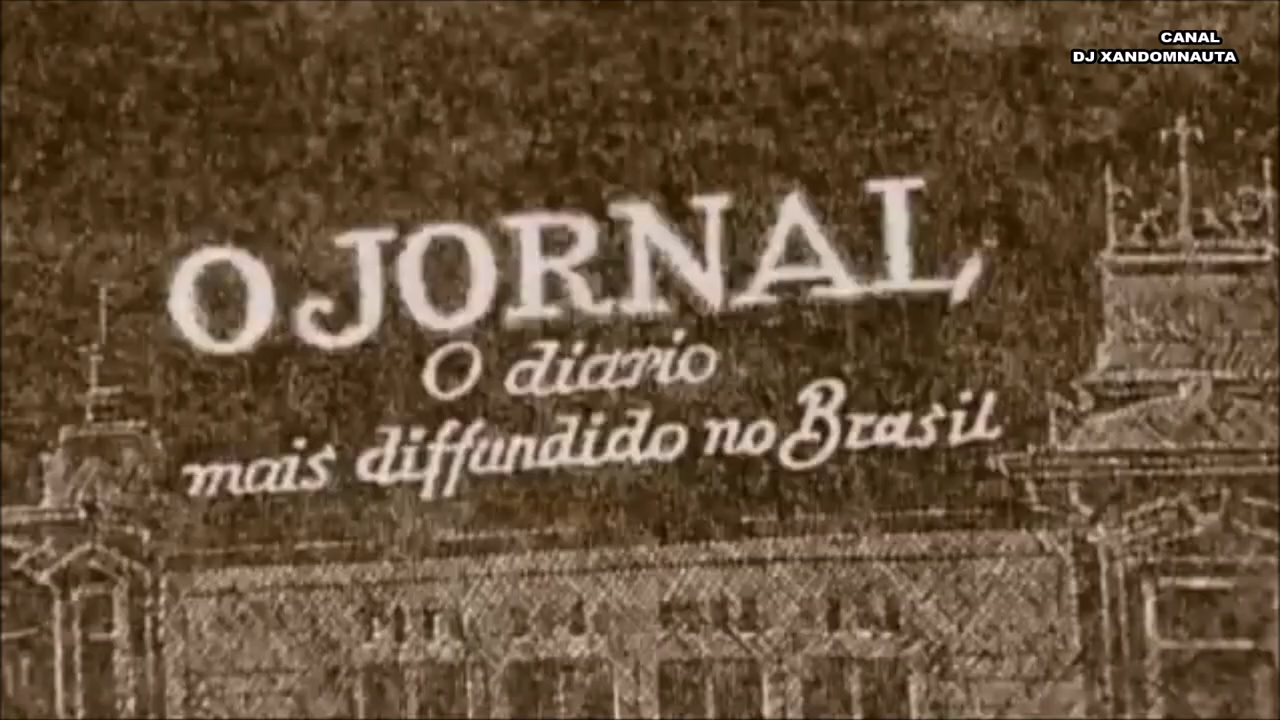 CANAL
DJ XANDOMNAUTA
O JORNAL
O diario
mais diffundido no Brasil